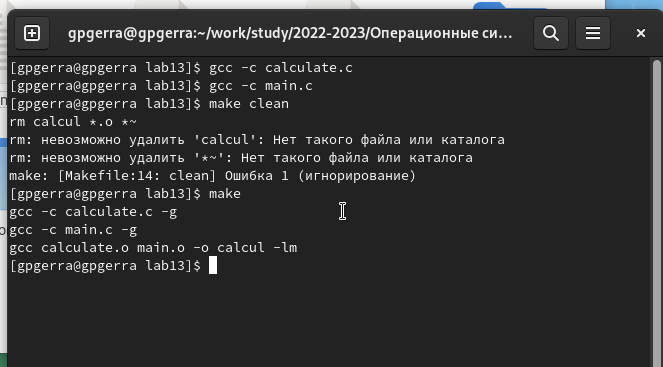 gpgerra@gpgerra:~/work/study/2022-2023/Операционные си...
[gpgerra@gpgerra lab13]$ gcc -c calculate.c
[gpgerra@gpgerra lab13]$ gcc -c main.c
[gpgerra@gpgerra lab13]$ make clean
rm calcul *.o *~
rm: невозможно удалить 'calcul': Нет такого файла или каталога
rm: невозможно удалить '*~': Нет такого файла или каталога
make: [Makefile:14: clean] Ошибка 1 (игнорирование)
[gpgerra@gpgerra lab13]$ make
gcc -c calculate.c -g
gcc -c main.c -g
gcc calculate.o main.o -o calcul -lm
[gpgerra@gpgerra lab13]$